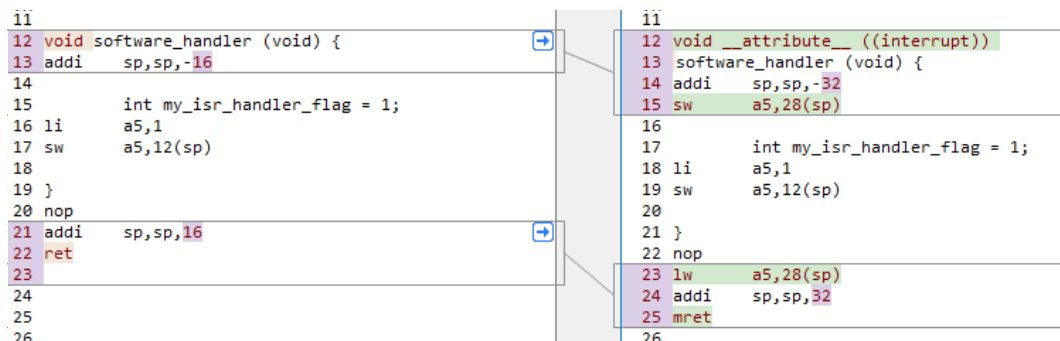 11
12 void software_handler (void) {
13 addi sp,sp,-16
14
15 int my_isr_handler_flag = 1;
16 li a5,1
17 sw a5,12(sp)
18
19 }
20 nop
21 addi sp,sp,16
22 ret
23
24
25
26
11
12 void __attribute__ ((interrupt))
13 software_handler (void) {
14 addi sp,sp,-32
15 sw a5,28(sp)
16
17 int my_isr_handler_flag = 1;
18 li a5,1
19 sw a5,12(sp)
20
21 }
22 nop
23 lw a5,28(sp)
24 addi sp,sp,32
25 mret
26